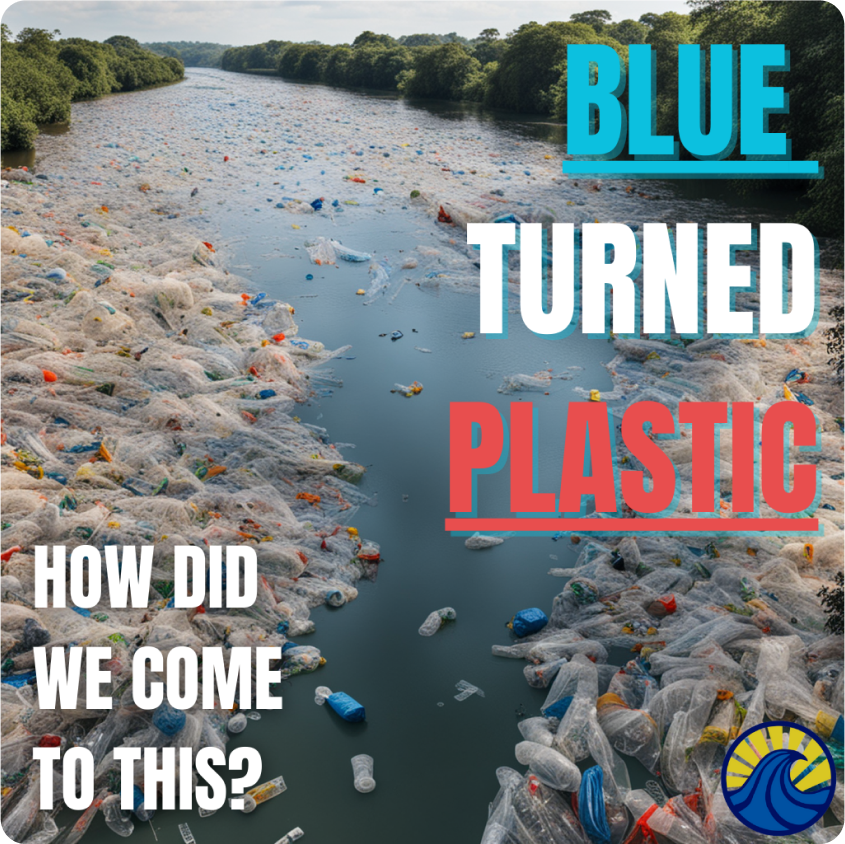 BLUE
TURNED
PLASTIC
HOW DID
WE COME
TO THIS?